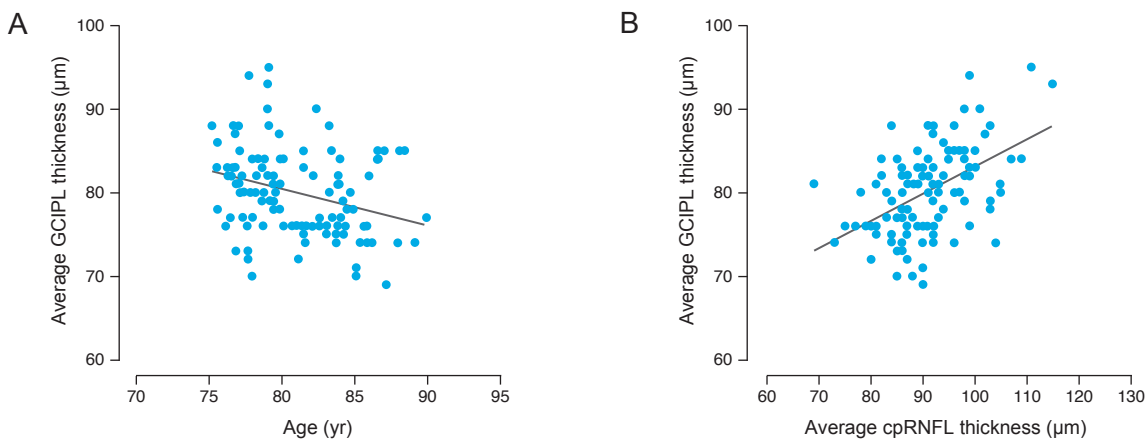 A
Average GCIPL thickness (µm)
100
90
80
70
60
70 75 80 85 90 95
Age (yr)
B
Average GCIPL thickness (µm)
100
90
80
70
60
60 70 80 90 100 110 120 130
Average cpRNFL thickness (µm)